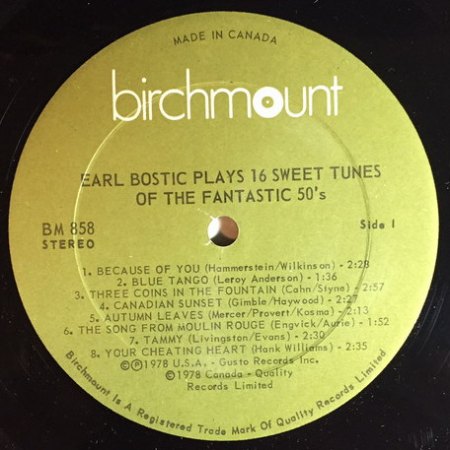 MADE IN CANADA
birchmount
EARL BOSTIC PLAYS 16 SWEET TUNES
OF THE FANTASTIC 50's
BM 858
STEREO
Side 1
1. BECAUSE OF YOU (Hammerstein/Wilkinson) - 2:28
2. BLUE TANGO (Leroy Anderson) - 1:36
3. THREE COINS IN THE FOUNTAIN (Cahn/Styne) - 2:57
4. CANADIAN SUNSET (Gimble/Haywood) - 2:27
5. AUTUMN LEAVES (Mercer/Provert/Kosma) - 2:13
6. THE SONG FROM MOULIN ROUGE (Engvick/Aurie) - 1:52
7. TAMMY (Livingston/Evans) - 2:30
8. YOUR CHEATING HEART (Hank Williams) - 2:35
©℗1978 U.S.A. - Gusto Records Inc.
©1978 Canada - Quality
Records Limited
Birchmount Is A Registered Trade Mark Of Quality Records Limited.